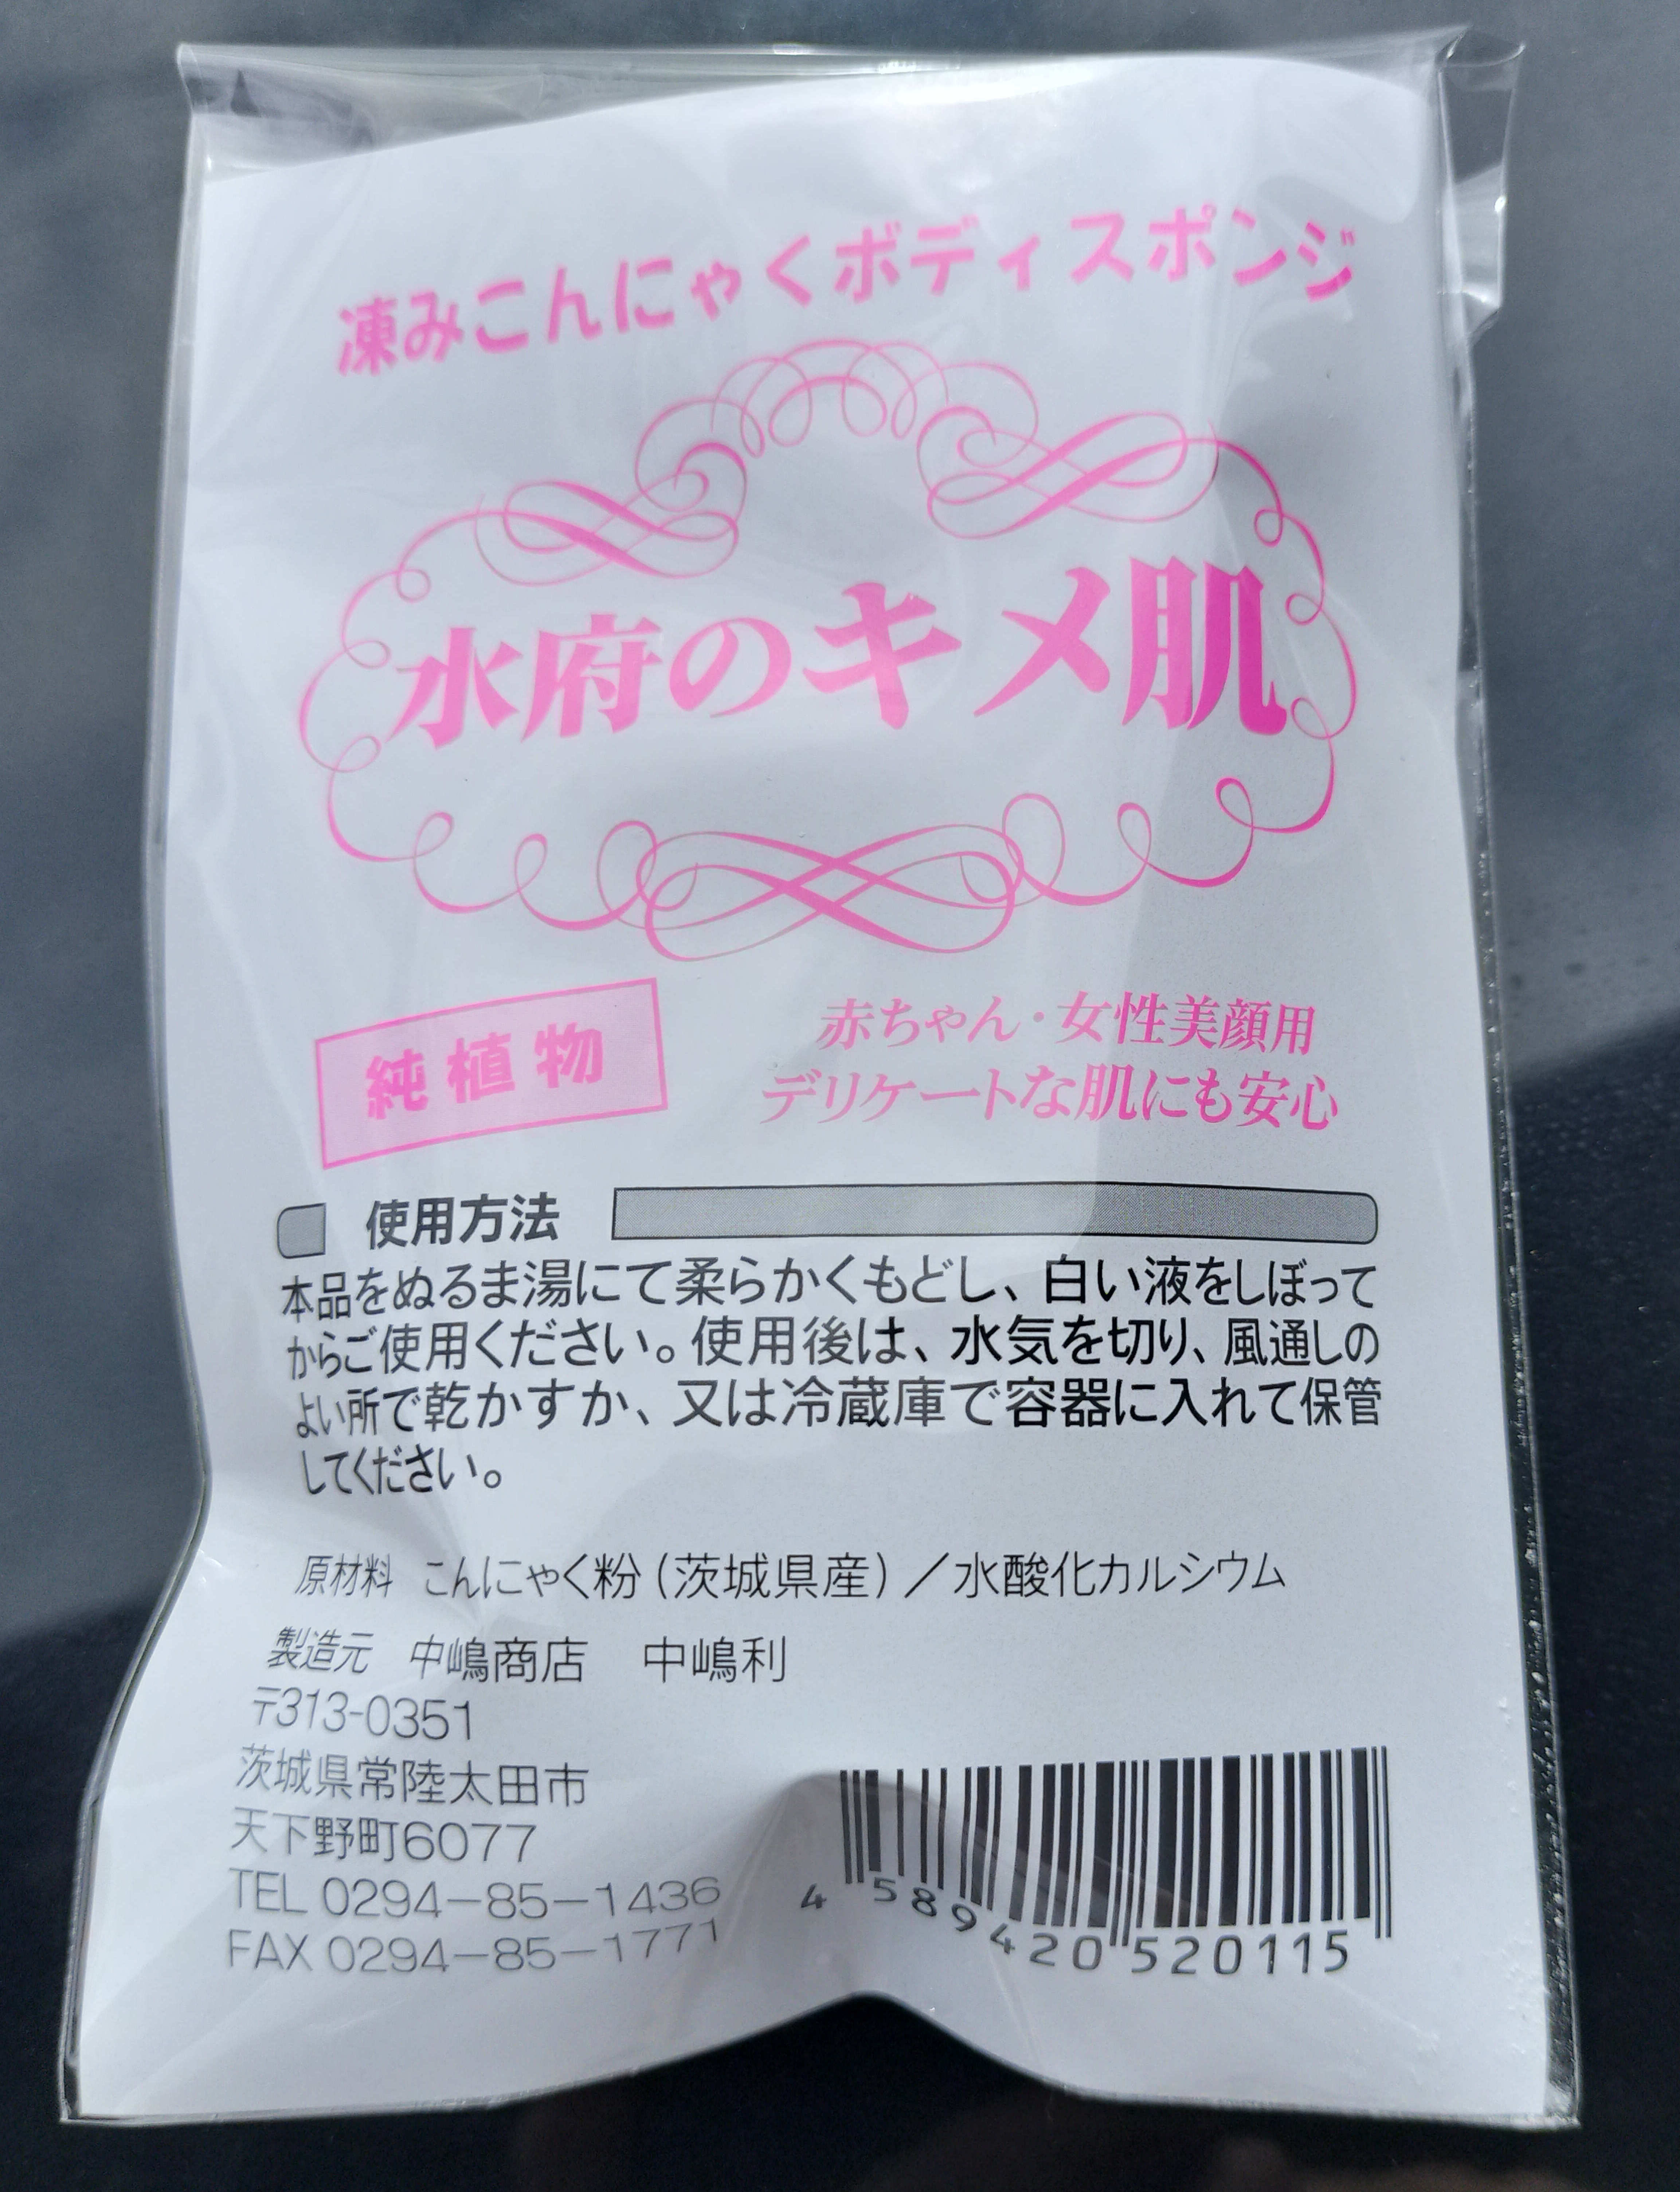 凍みこんにゃくボディスポンジ
水府のキメ肌
純植物
赤ちゃん・女性美顔用
デリケートな肌にも安心
使用方法
本品をぬるま湯にて柔らかくもどし、白い液をしぼって
からご使用ください。使用後は、水気を切り、風通しの
よい所で乾かすか、又は冷蔵庫で容器に入れて保管
してください。
原材料 こんにゃく粉(茨城県産)/水酸化カルシウム
製造元 中嶋商店 中嶋利
〒313-0351
茨城県常陸太田市
天下野町6077
TEL 0294-85-1436
FAX 0294-85-1771
4 589420 520115